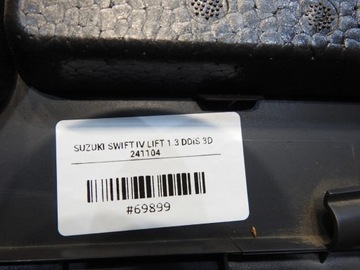 SUZUKI SWIFT IV LIFT 1.3 DDiS 3D
241104
#69899